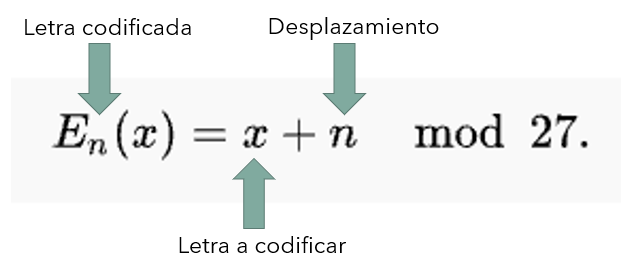 Letra codificada
Desplazamiento
Eₙ(x) = x + n mod 27.
Letra a codificar